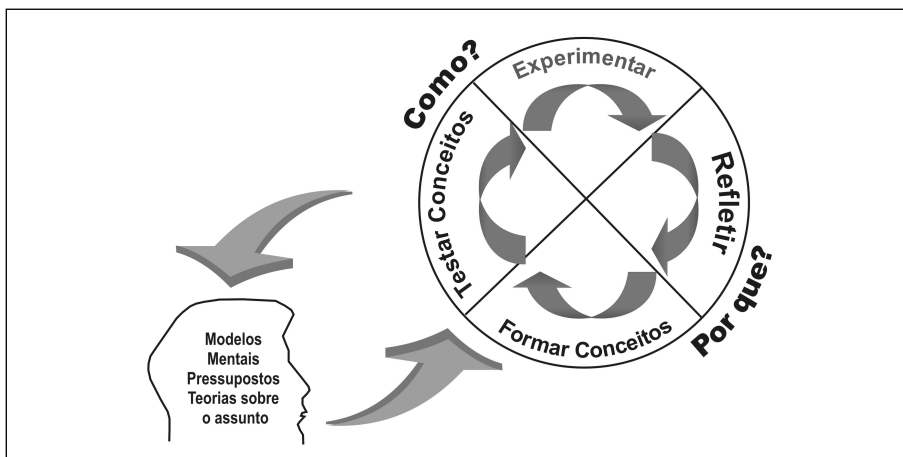 Como?
Experimentar
Testar Conceitos
Refletir
Formar Conceitos
Por que?
Modelos
Mentais
Pressupostos
Teorias sobre
o assunto